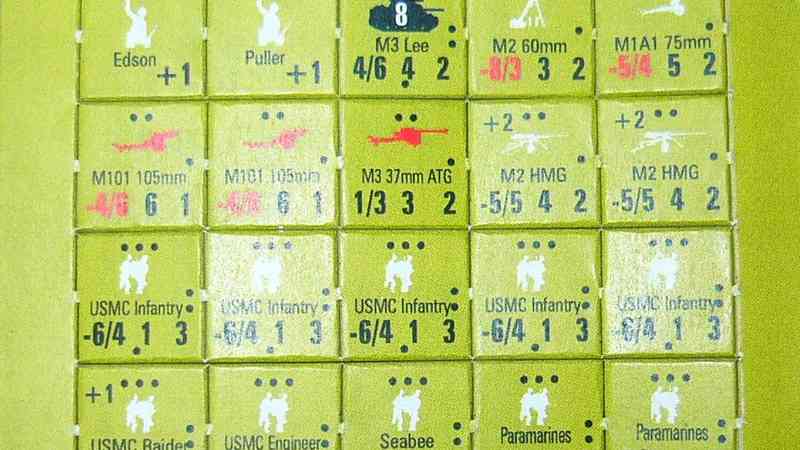 Edson
+1
Puller
+1
8
M3 Lee
4/6 4 2
M2 60mm
-8/3 3 2
M1A1 75mm
-5/4 5 2
M101 105mm
-4/6 6 1
M101 105mm
-4/6 6 1
M3 37mm ATG
1/3 3 2
+2
M2 HMG
-5/5 4 2
+2
M2 HMG
-5/5 4 2
USMC Infantry
-6/4 1 3
USMC Infantry
-6/4 1 3
USMC Infantry
-6/4 1 3
USMC Infantry
-6/4 1 3
USMC Infantry
-6/4 1 3
+1
USMC Raider
USMC Engineer
Seabee
Paramarines
Paramarines